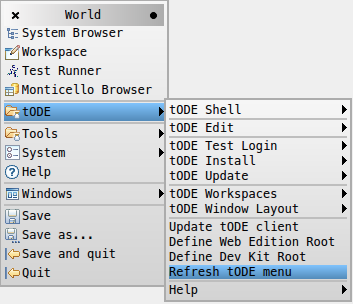 World
System Browser
Workspace
Test Runner
Monticello Browser
tODE
Tools
System
Help
Windows
Save
Save as...
Save and quit
Quit
tODE Shell
tODE Edit
tODE Test Login
tODE Install
tODE Update
tODE Workspaces
tODE Window Layout
Update tODE client
Define Web Edition Root
Define Dev Kit Root
Refresh tODE menu
Help